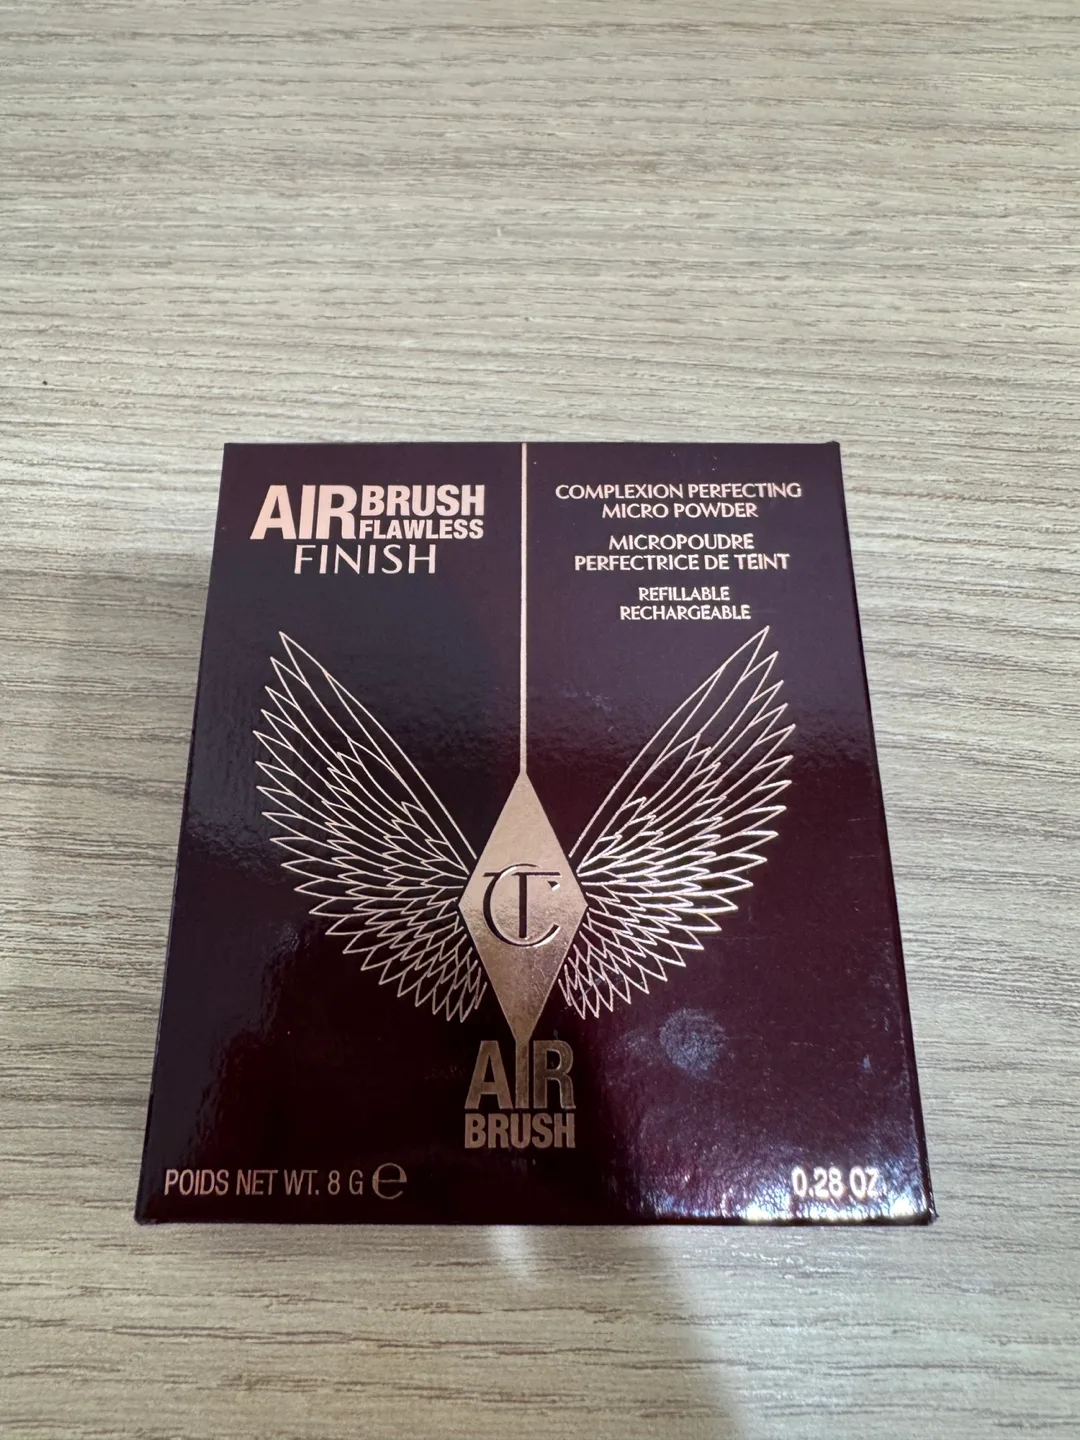 AIRBRUSH
FLAWLESS
FINISH
COMPLEXION PERFECTING
MICRO POWDER
MICROPOUDRE
PERFECTRICE DE TEINT
REFILLABLE
RECHARGEABLE
CT
AIR
BRUSH
POIDS NET WT. 8 G ℮
0.28 OZ.